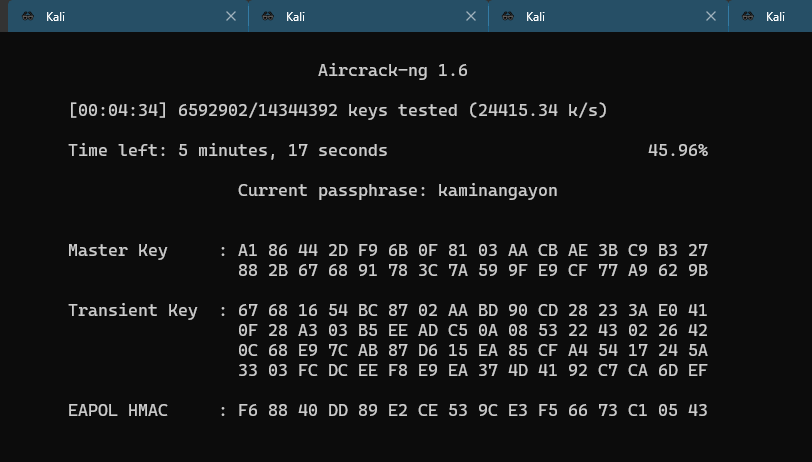 Kali Kali Kali Kali
Aircrack-ng 1.6
[00:04:34] 6592902/14344392 keys tested (24415.34 k/s)
Time left: 5 minutes, 17 seconds 45.96%
Current passphrase: kaminangayon
Master Key : A1 86 44 2D F9 6B 0F 81 03 AA CB AE 3B C9 B3 27
88 2B 67 68 91 78 3C 7A 59 9F E9 CF 77 A9 62 9B
Transient Key : 67 68 16 54 BC 87 02 AA BD 90 CD 28 23 3A E0 41
0F 28 A3 03 B5 EE AD C5 0A 08 53 22 43 02 26 42
0C 68 E9 7C AB 87 D6 15 EA 85 CF A4 54 17 24 5A
33 03 FC DC EE F8 E9 EA 37 4D 41 92 C7 CA 6D EF
EAPOL HMAC : F6 88 40 DD 89 E2 CE 53 9C E3 F5 66 73 C1 05 43